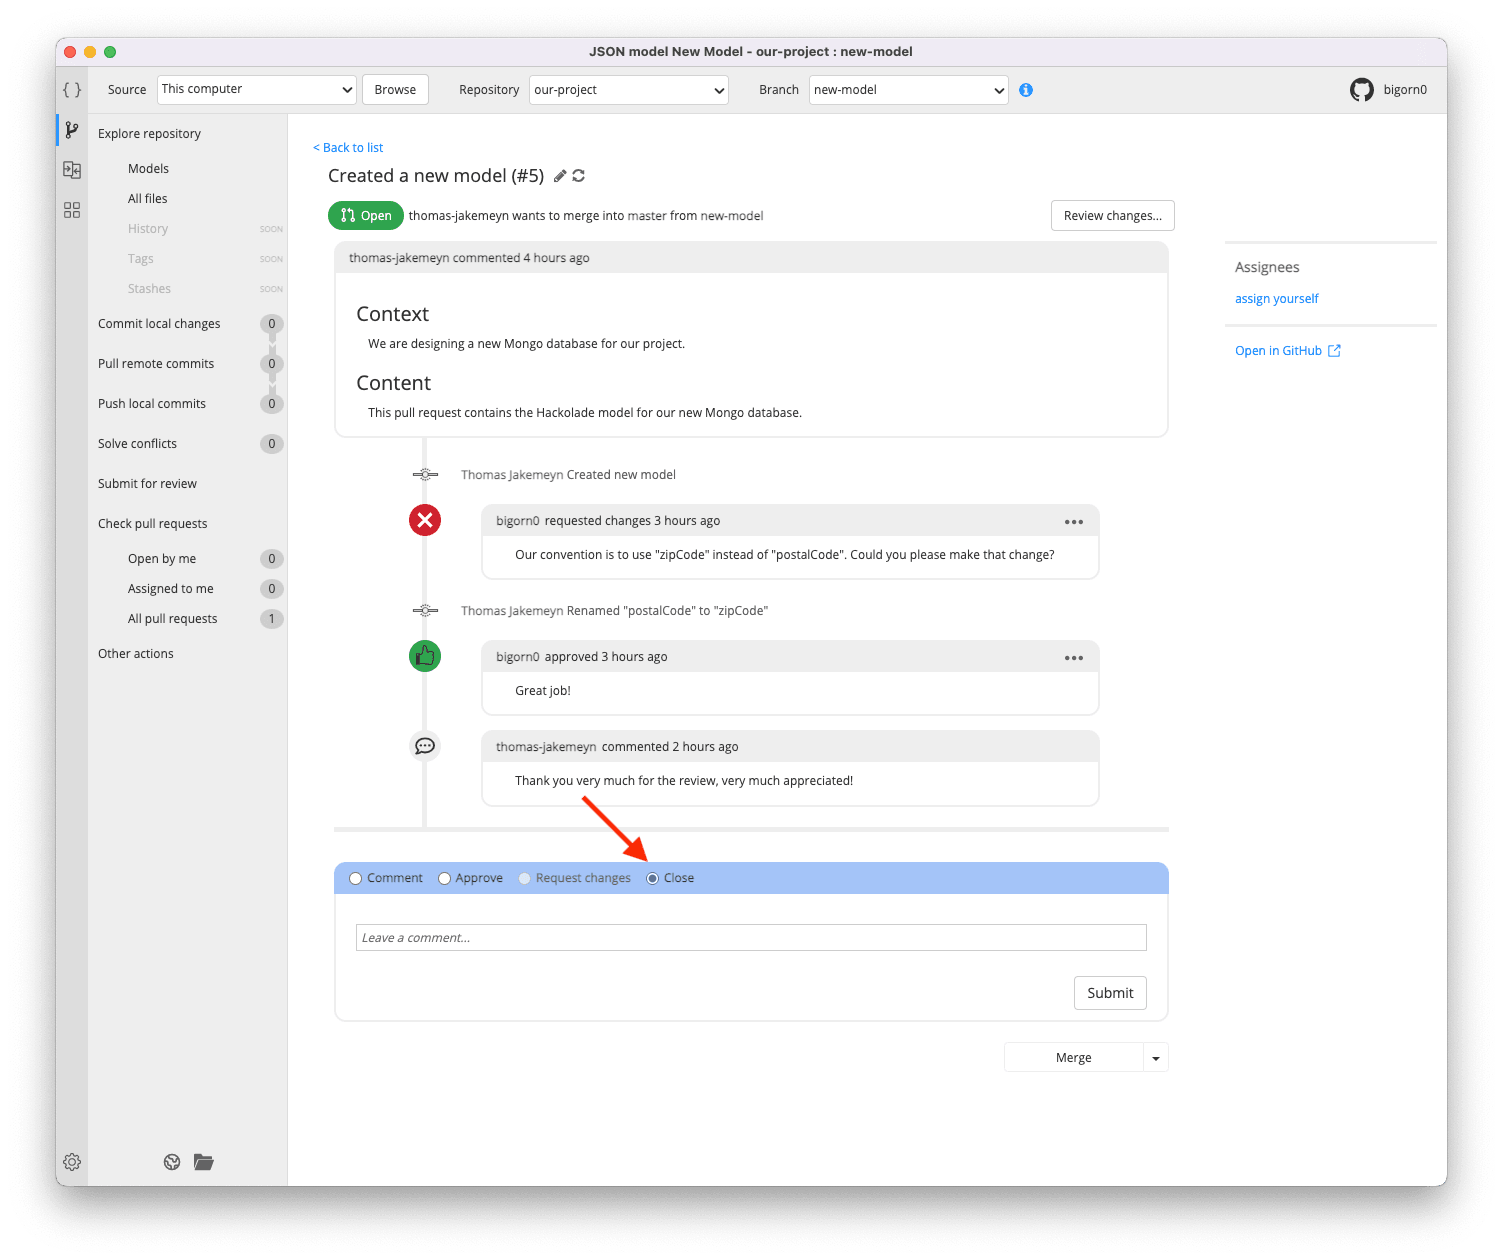 JSON model New Model - our-project : new-model
{ } Source This computer Browse Repository our-project Branch new-model bigorn0
Explore repository
Models
All files
History SOON
Tags SOON
Stashes SOON
Commit local changes 0
Pull remote commits 0
Push local commits 0
Solve conflicts 0
Submit for review
Check pull requests
Open by me 0
Assigned to me 0
All pull requests 1
Other actions
< Back to list
Created a new model (#5)
Open thomas-jakemeyn wants to merge into master from new-model Review changes...
thomas-jakemeyn commented 4 hours ago
Context
We are designing a new Mongo database for our project.
Content
This pull request contains the Hackolade model for our new Mongo database.
Thomas Jakemeyn Created new model
bigorn0 requested changes 3 hours ago
Our convention is to use "zipCode" instead of "postalCode". Could you please make that change?
Thomas Jakemeyn Renamed "postalCode" to "zipCode"
bigorn0 approved 3 hours ago
Great job!
thomas-jakemeyn commented 2 hours ago
Thank you very much for the review, very much appreciated!
Comment Approve Request changes Close
Leave a comment...
Submit
Merge
Assignees
assign yourself
Open in GitHub